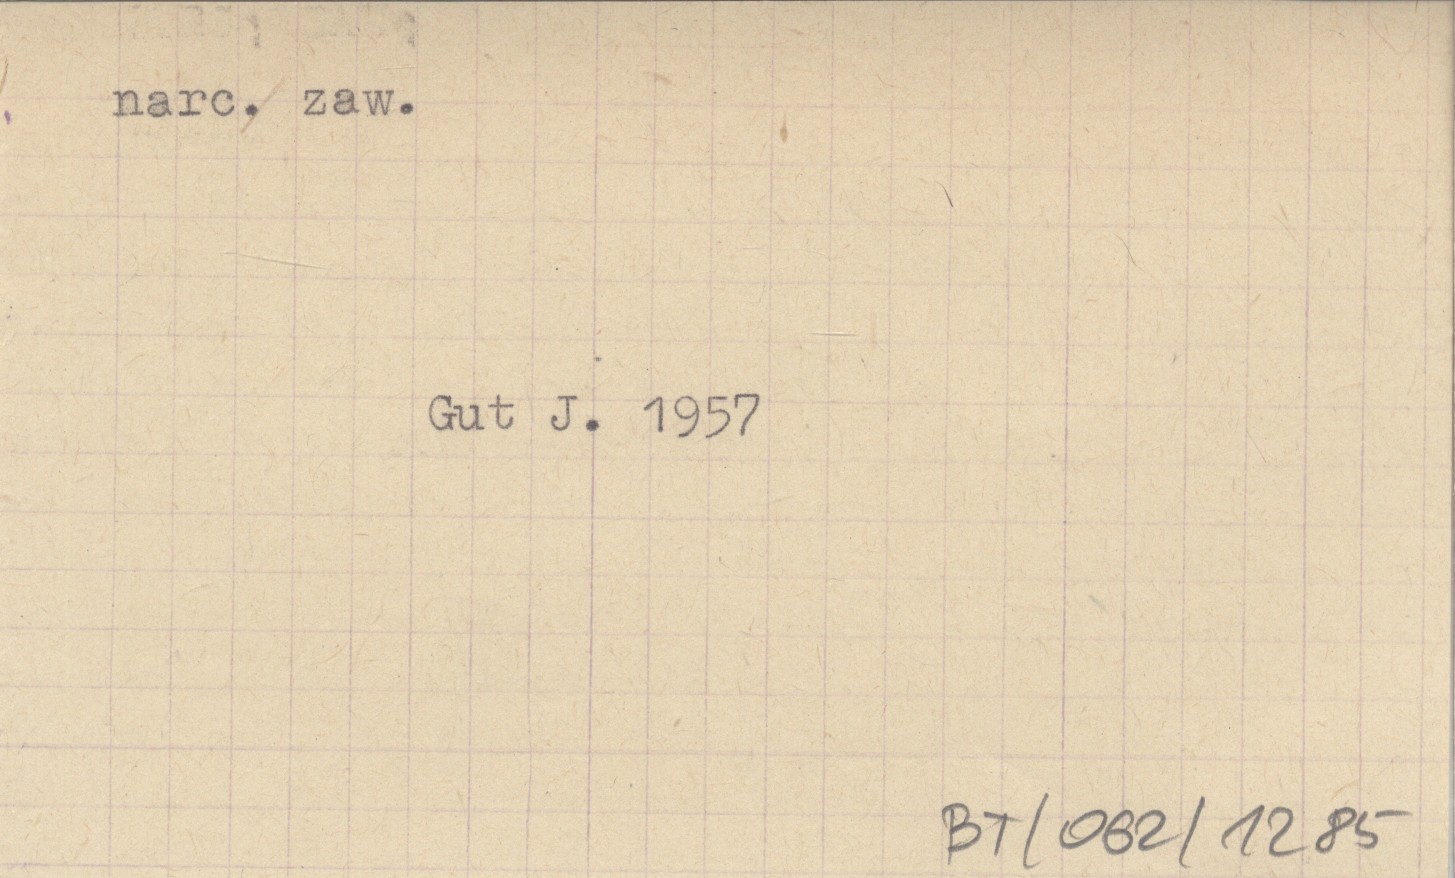 narc. zaw.
Gut J. 1957
BT/062/1285